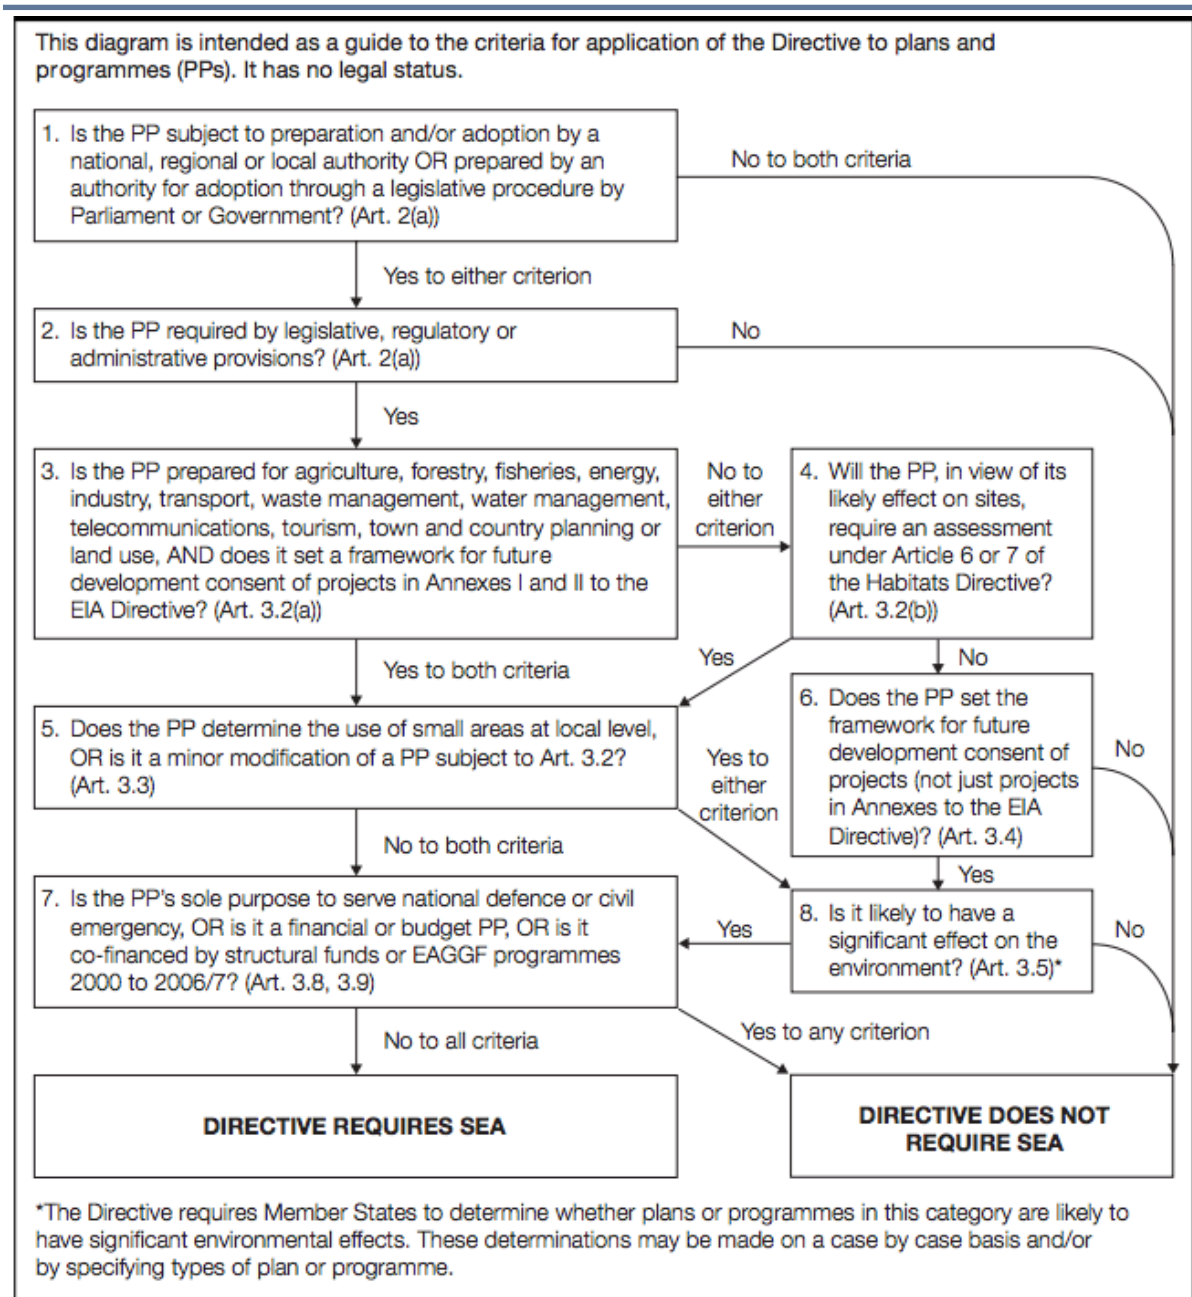 This diagram is intended as a guide to the criteria for application of the Directive to plans and
programmes (PPs). It has no legal status.
1. Is the PP subject to preparation and/or adoption by a
national, regional or local authority OR prepared by an
authority for adoption through a legislative procedure by
Parliament or Government? (Art. 2(a))
No to both criteria
Yes to either criterion
2. Is the PP required by legislative, regulatory or
administrative provisions? (Art. 2(a))
No
Yes
3. Is the PP prepared for agriculture, forestry, fisheries, energy,
industry, transport, waste management, water management,
telecommunications, tourism, town and country planning or
land use, AND does it set a framework for future
development consent of projects in Annexes I and II to the
EIA Directive? (Art. 3.2(a))
No to
either
criterion
4. Will the PP, in view of its
likely effect on sites,
require an assessment
under Article 6 or 7 of
the Habitats Directive?
(Art. 3.2(b))
Yes to both criteria
Yes
No
5. Does the PP determine the use of small areas at local level,
OR is it a minor modification of a PP subject to Art. 3.2?
(Art. 3.3)
Yes to
either
criterion
6. Does the PP set the
framework for future
development consent of
projects (not just projects
in Annexes to the EIA
Directive)? (Art. 3.4)
No
No to both criteria
Yes
7. Is the PP's sole purpose to serve national defence or civil
emergency, OR is it a financial or budget PP, OR is it
co-financed by structural funds or EAGGF programmes
2000 to 2006/7? (Art. 3.8, 3.9)
Yes
8. Is it likely to have a
significant effect on the
environment? (Art. 3.5)*
No
No to all criteria
Yes to any criterion
DIRECTIVE REQUIRES SEA
DIRECTIVE DOES NOT
REQUIRE SEA
*The Directive requires Member States to determine whether plans or programmes in this category are likely to
have significant environmental effects. These determinations may be made on a case by case basis and/or
by specifying types of plan or programme.